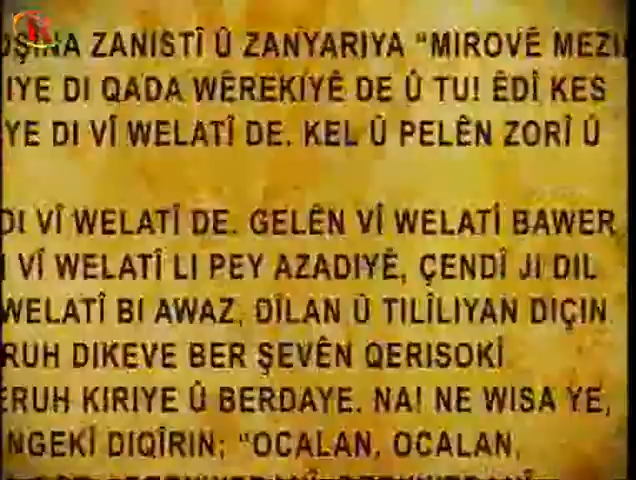 ZANISTÎ Û ZANYARIYA “MIROVÊ
IYE DI QADA WÊREKIYÊ DE Û TU! ÊDÎ KES
YE DI VÎ WELATÎ DE. KEL Û PELÊN ZORÎ Û
DI VÎ WELATÎ DE. GELÊN VÎ WELATÎ BAWER
VÎ WELATÎ LI PEY AZADIYÊ, ÇENDÎ JI DIL
WELATÎ BI AWAZ, DÎLAN Û TILÎLIYAN DIÇIN
RUH DIKEVE BER ŞEVÊN QERISOKÎ
ERUH KIRIYE Û BERDAYE. NA! NE WISA YE,
NGEKÎ DIQÎRIN; “OCALAN, OCALAN,